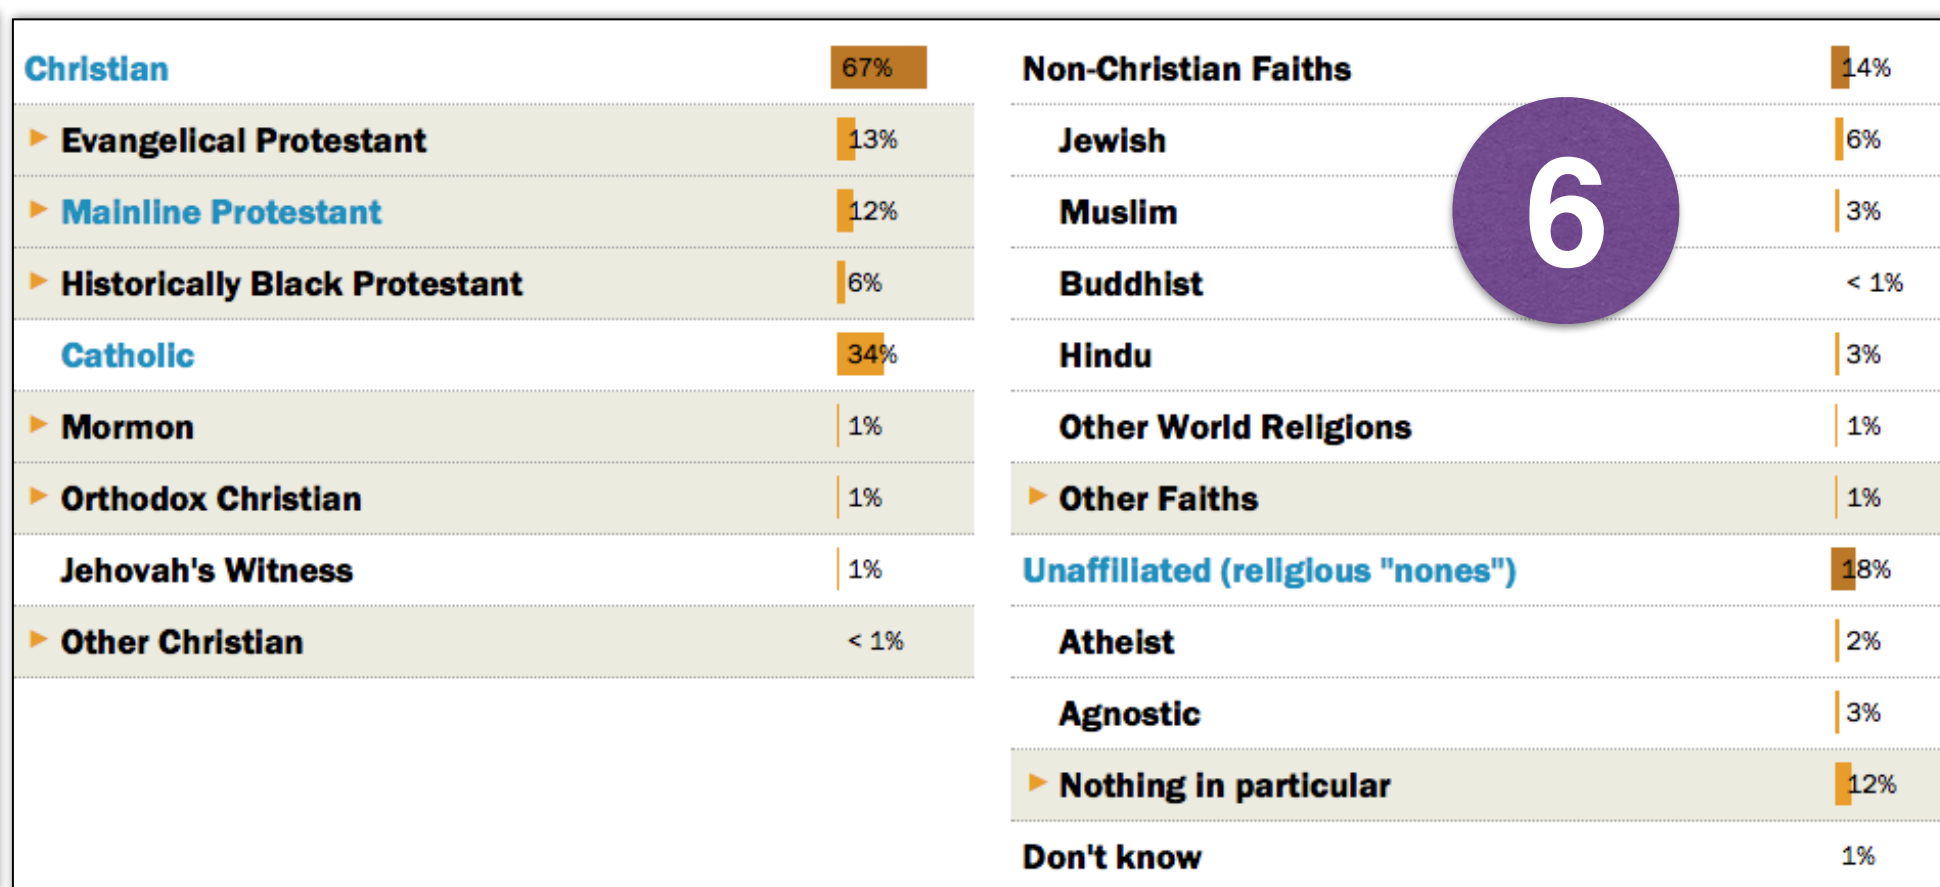 Christian 67%
Evangelical Protestant 13%
Mainline Protestant 12%
Historically Black Protestant 6%
Catholic 34%
Mormon 1%
Orthodox Christian 1%
Jehovah's Witness 1%
Other Christian < 1%
Non-Christian Faiths 14%
Jewish 6%
Muslim 3%
6
Buddhist < 1%
Hindu 3%
Other World Religions 1%
Other Faiths 1%
Unaffiliated (religious "nones") 18%
Atheist 2%
Agnostic 3%
Nothing in particular 12%
Don't know 1%